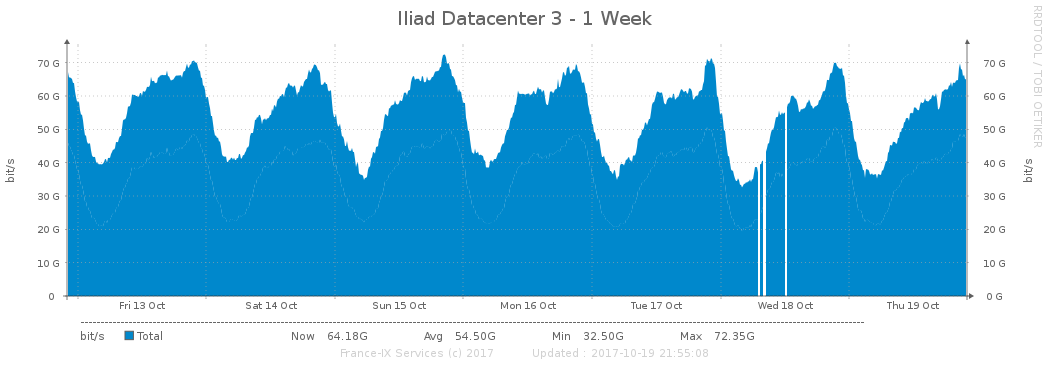 Iliad Datacenter 3 - 1 Week
RRDTOOL / TOBI OETIKER
bit/s
bit/s
70 G 70 G
60 G 60 G
50 G 50 G
40 G 40 G
30 G 30 G
20 G 20 G
10 G 10 G
0 0 G
Fri 13 Oct Sat 14 Oct Sun 15 Oct Mon 16 Oct Tue 17 Oct Wed 18 Oct Thu 19 Oct
bit/s Total Now 64.18G Avg 54.50G Min 32.50G Max 72.35G
France-IX Services (c) 2017 Updated : 2017-10-19 21:55:08